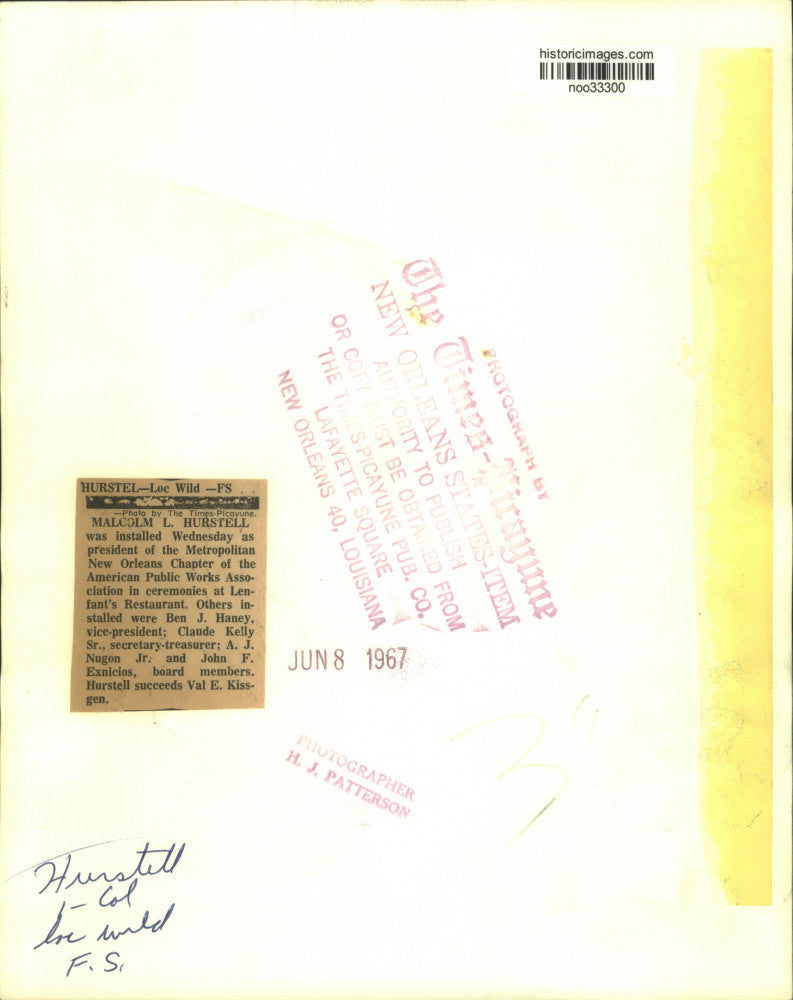 historicimages.com
noo33300
PHOTOGRAPH BY
The Times-Picayune
NEW ORLEANS STATES-ITEM
AUTHORITY TO PUBLISH
OR COPY MUST BE OBTAINED FROM
THE TIMES PICAYUNE PUB. CO.
LAFAYETTE SQUARE
NEW ORLEANS 40, LOUISIANA
HURSTEL—Loc Wild —FS . .
—Photo by The Times-Picayune.
MALCOLM L. HURSTELL
was installed Wednesday as
president of the Metropolitan
New Orleans Chapter of the
American Public Works Asso-
ciation in ceremonies at Len-
fant's Restaurant. Others in-
stalled were Ben J. Haney,
vice-president; Claude Kelly
Sr., secretary-treasurer; A. J.
Nugon Jr. and John F.
Exnicios, board members.
Hurstell succeeds Val E. Kiss-
gen.
JUN 8 1967
PHOTOGRAPHER
H. J. PATTERSON
3"
Hurstell
1- Col
loc wild
F. S.